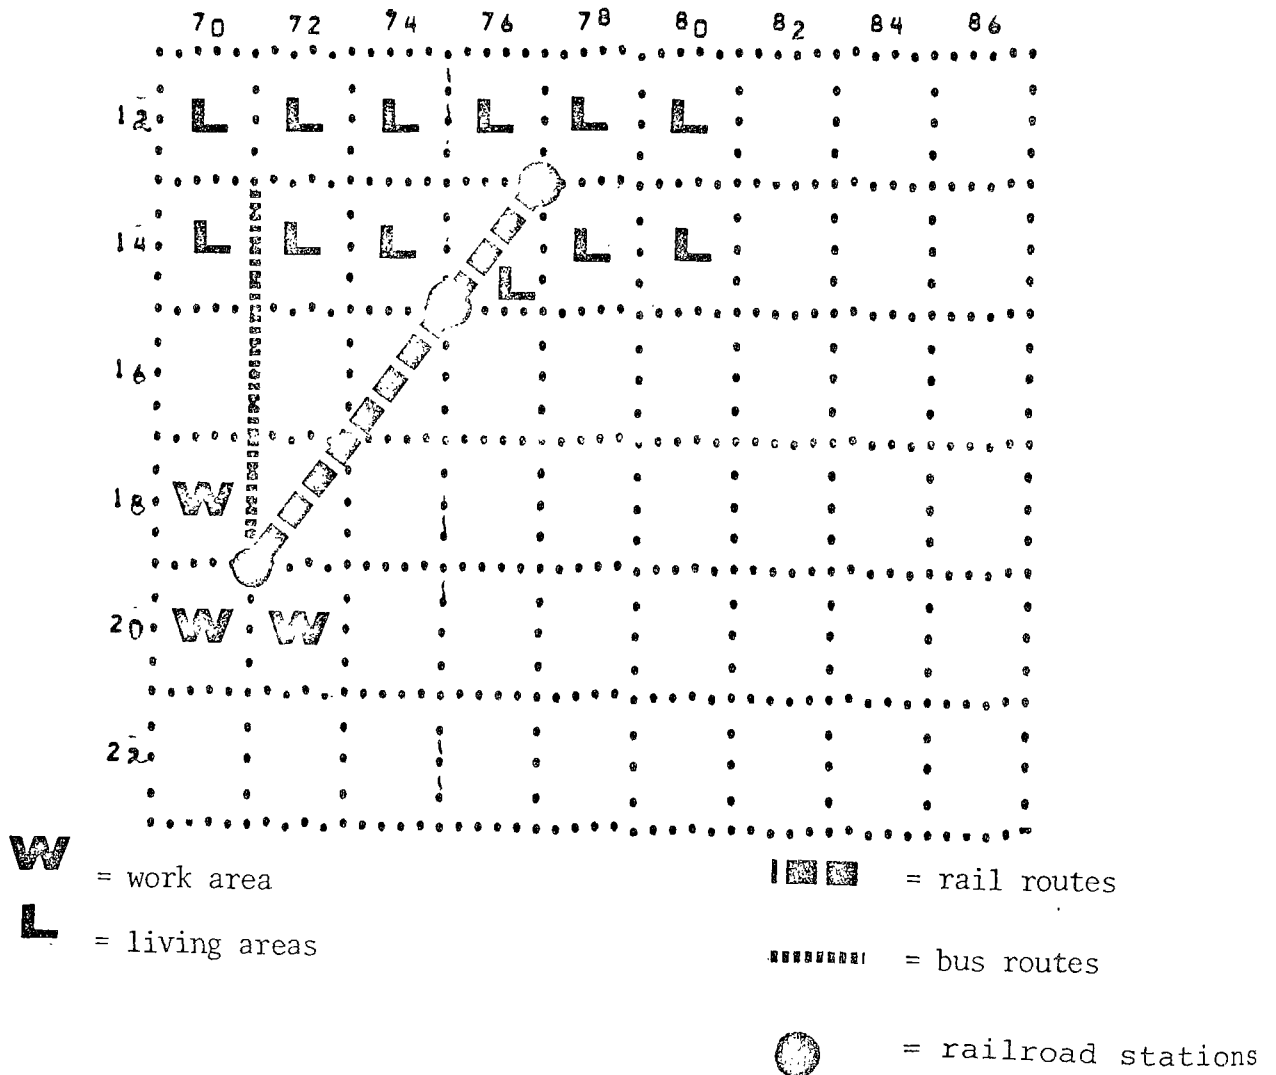 70 72 74 76 78 80 82 84 86
12 L L L L L L
14 L L L L L
L
16
18 W
20 W W
22
W = work area
L = living areas
= rail routes
= bus routes
= railroad stations